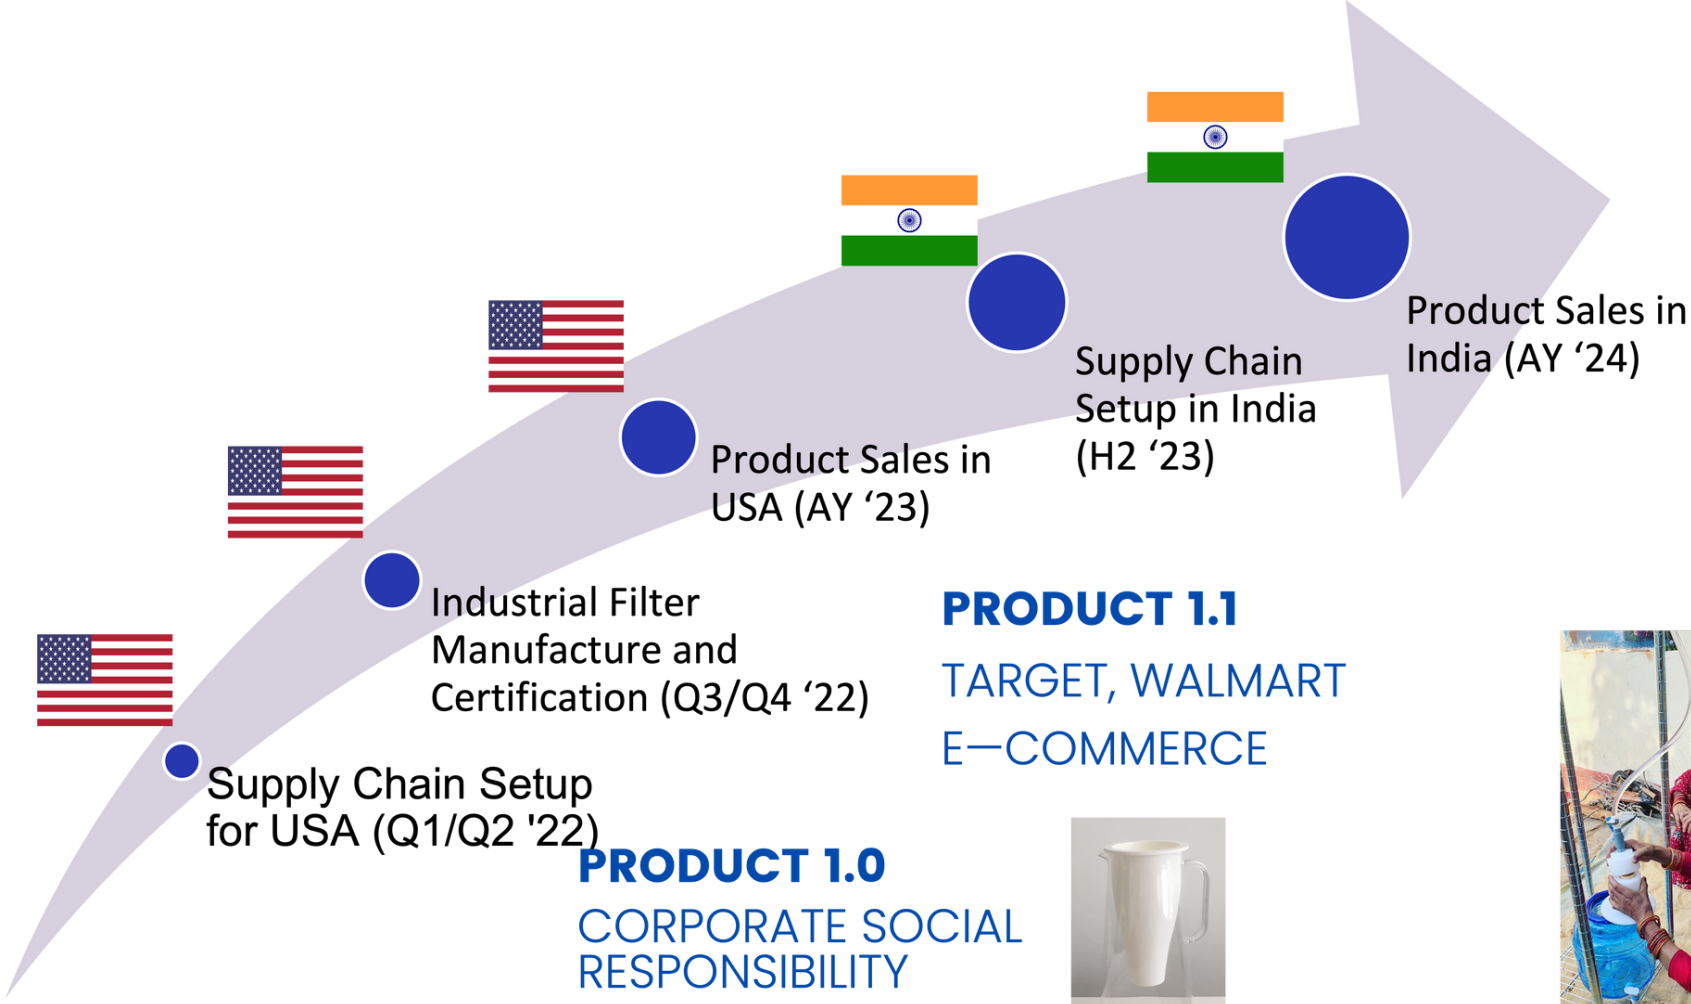 Product Sales in
India (AY ‘24)
Supply Chain
Setup in India
(H2 ‘23)
Product Sales in
USA (AY ‘23)
Industrial Filter
Manufacture and
Certification (Q3/Q4 ‘22)
Supply Chain Setup
for USA (Q1/Q2 '22)
PRODUCT 1.1
TARGET, WALMART
E—COMMERCE
PRODUCT 1.0
CORPORATE SOCIAL
RESPONSIBILITY